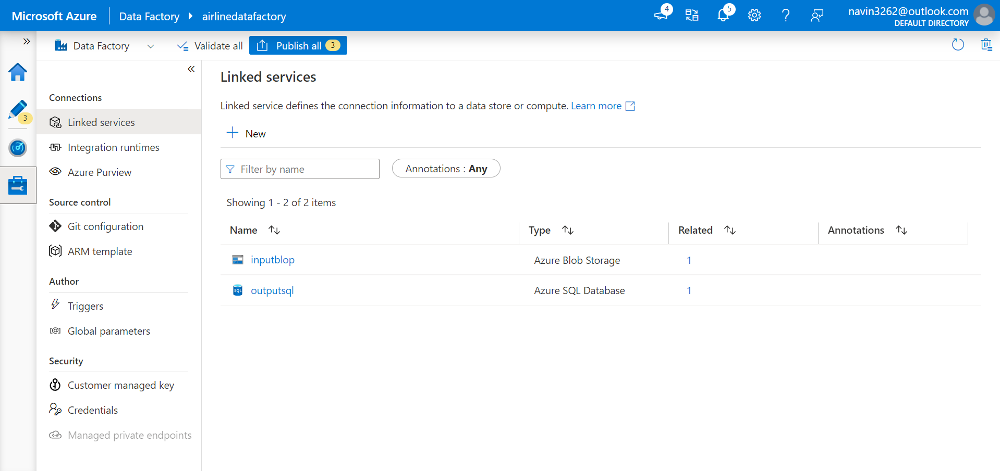 Microsoft Azure
Data Factory
airlinedatafactory
4
5
navin3262@outlook.com
DEFAULT DIRECTORY
Data Factory
Validate all
Publish all 3
3
Connections
Linked services
Integration runtimes
Azure Purview
Source control
Git configuration
ARM template
Author
Triggers
Global parameters
Security
Customer managed key
Credentials
Managed private endpoints
Linked services
Linked service defines the connection information to a data store or compute. Learn more
New
Filter by name
Annotations : Any
Showing 1 - 2 of 2 items
Name Type Related Annotations
inputblop Azure Blob Storage 1
SQL outputsql Azure SQL Database 1